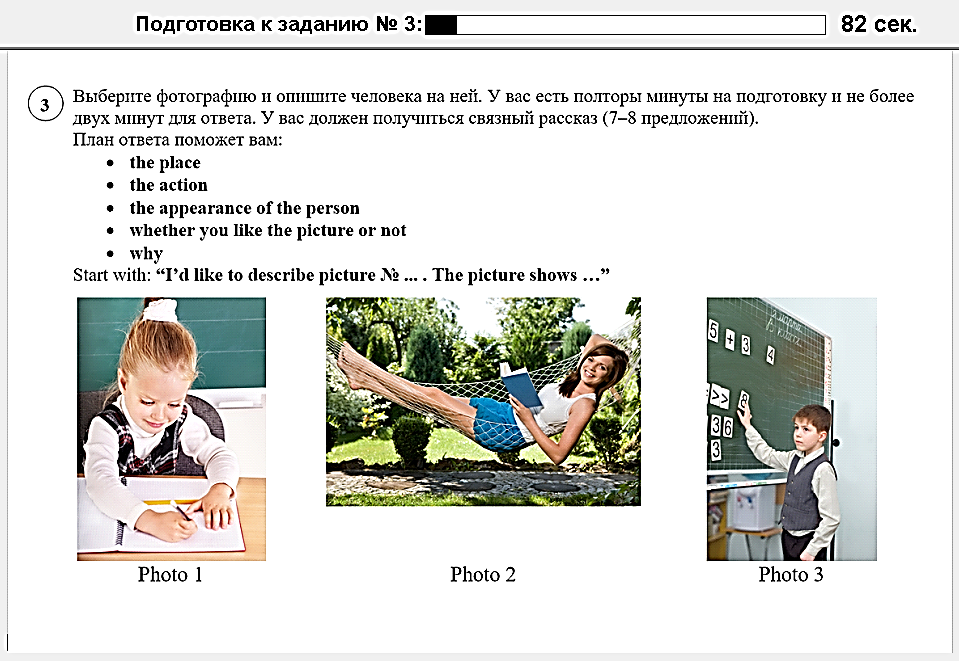 Подготовка к заданию № 3: 82 сек.
3 Выберите фотографию и опишите человека на ней. У вас есть полторы минуты на подготовку и не более
двух минут для ответа. У вас должен получиться связный рассказ (7–8 предложений).
План ответа поможет вам:
• the place
• the action
• the appearance of the person
• whether you like the picture or not
• why
Start with: “I’d like to describe picture № ... . The picture shows …”
5 + 3 4
>> 8
3 6
3
Photo 1 Photo 2 Photo 3